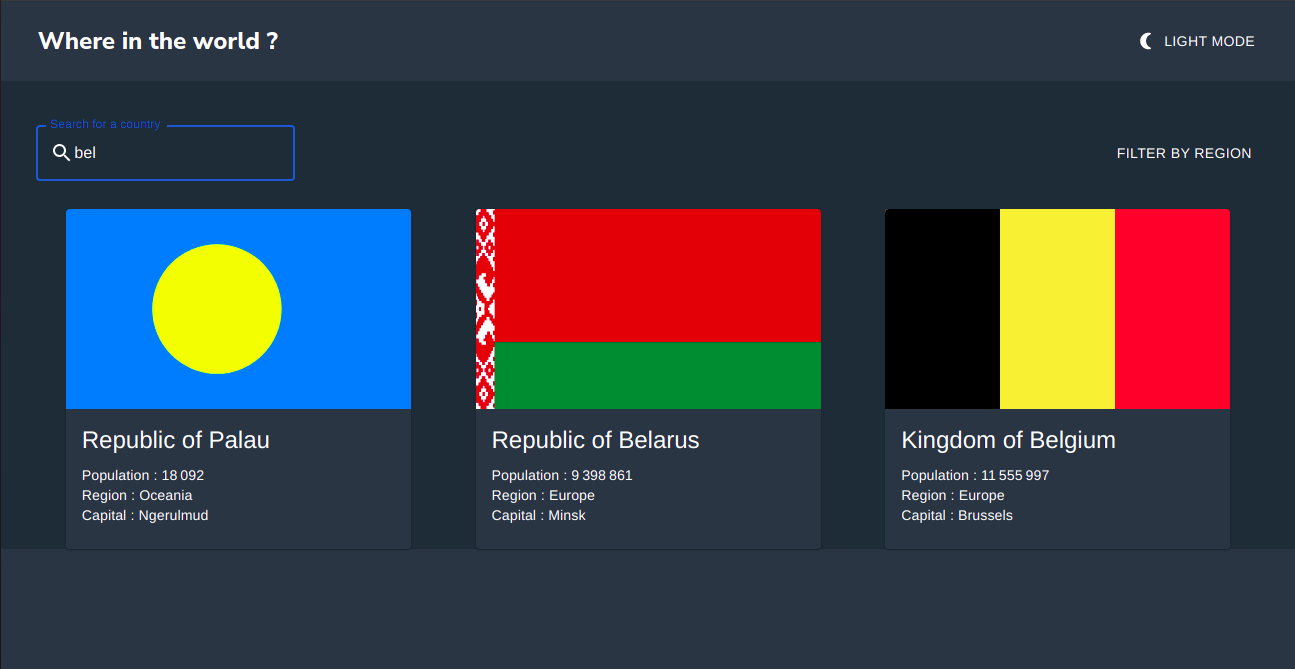 Where in the world ?
LIGHT MODE
Search for a country
bel
FILTER BY REGION
Republic of Palau
Population : 18 092
Region : Oceania
Capital : Ngerulmud
Republic of Belarus
Population : 9 398 861
Region : Europe
Capital : Minsk
Kingdom of Belgium
Population : 11 555 997
Region : Europe
Capital : Brussels